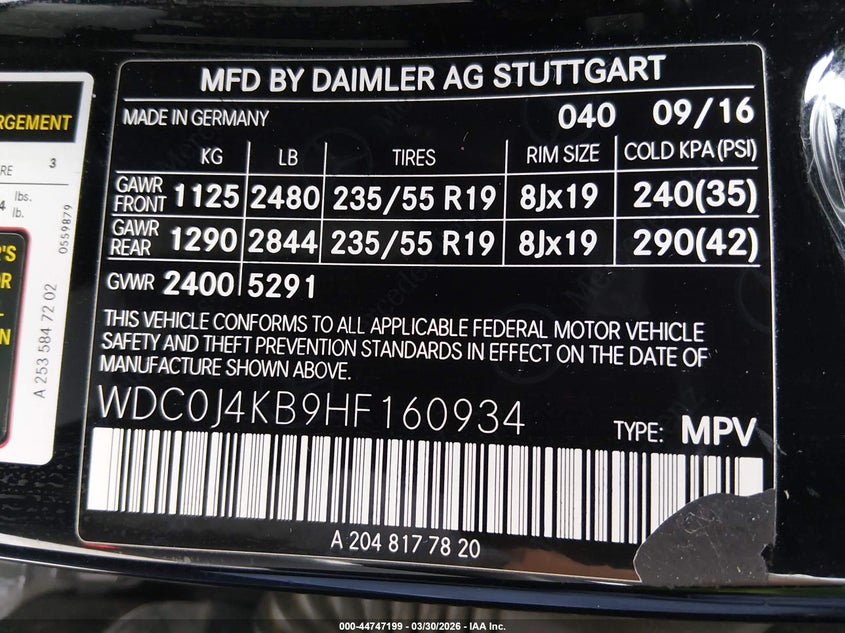 MFD BY DAIMLER AG STUTTGART
MADE IN GERMANY 040 09/16
KG LB TIRES RIM SIZE COLD KPA(PSI)
GAWR FRONT 1125 2480 235/55 R19 8Jx19 240(35)
GAWR REAR 1290 2844 235/55 R19 8Jx19 290(42)
GVWR 2400 5291
THIS VEHICLE CONFORMS TO ALL APPLICABLE FEDERAL MOTOR VEHICLE
SAFETY AND THEFT PREVENTION STANDARDS IN EFFECT ON THE DATE OF
MANUFACTURE SHOWN ABOVE.
WDC0J4KB9HF160934
TYPE: MPV
A 204 817 78 20
3
lbs.
lb.
0559879
A 253 584 72 02
000-44747199 — 03/30/2026 - IAA Inc.